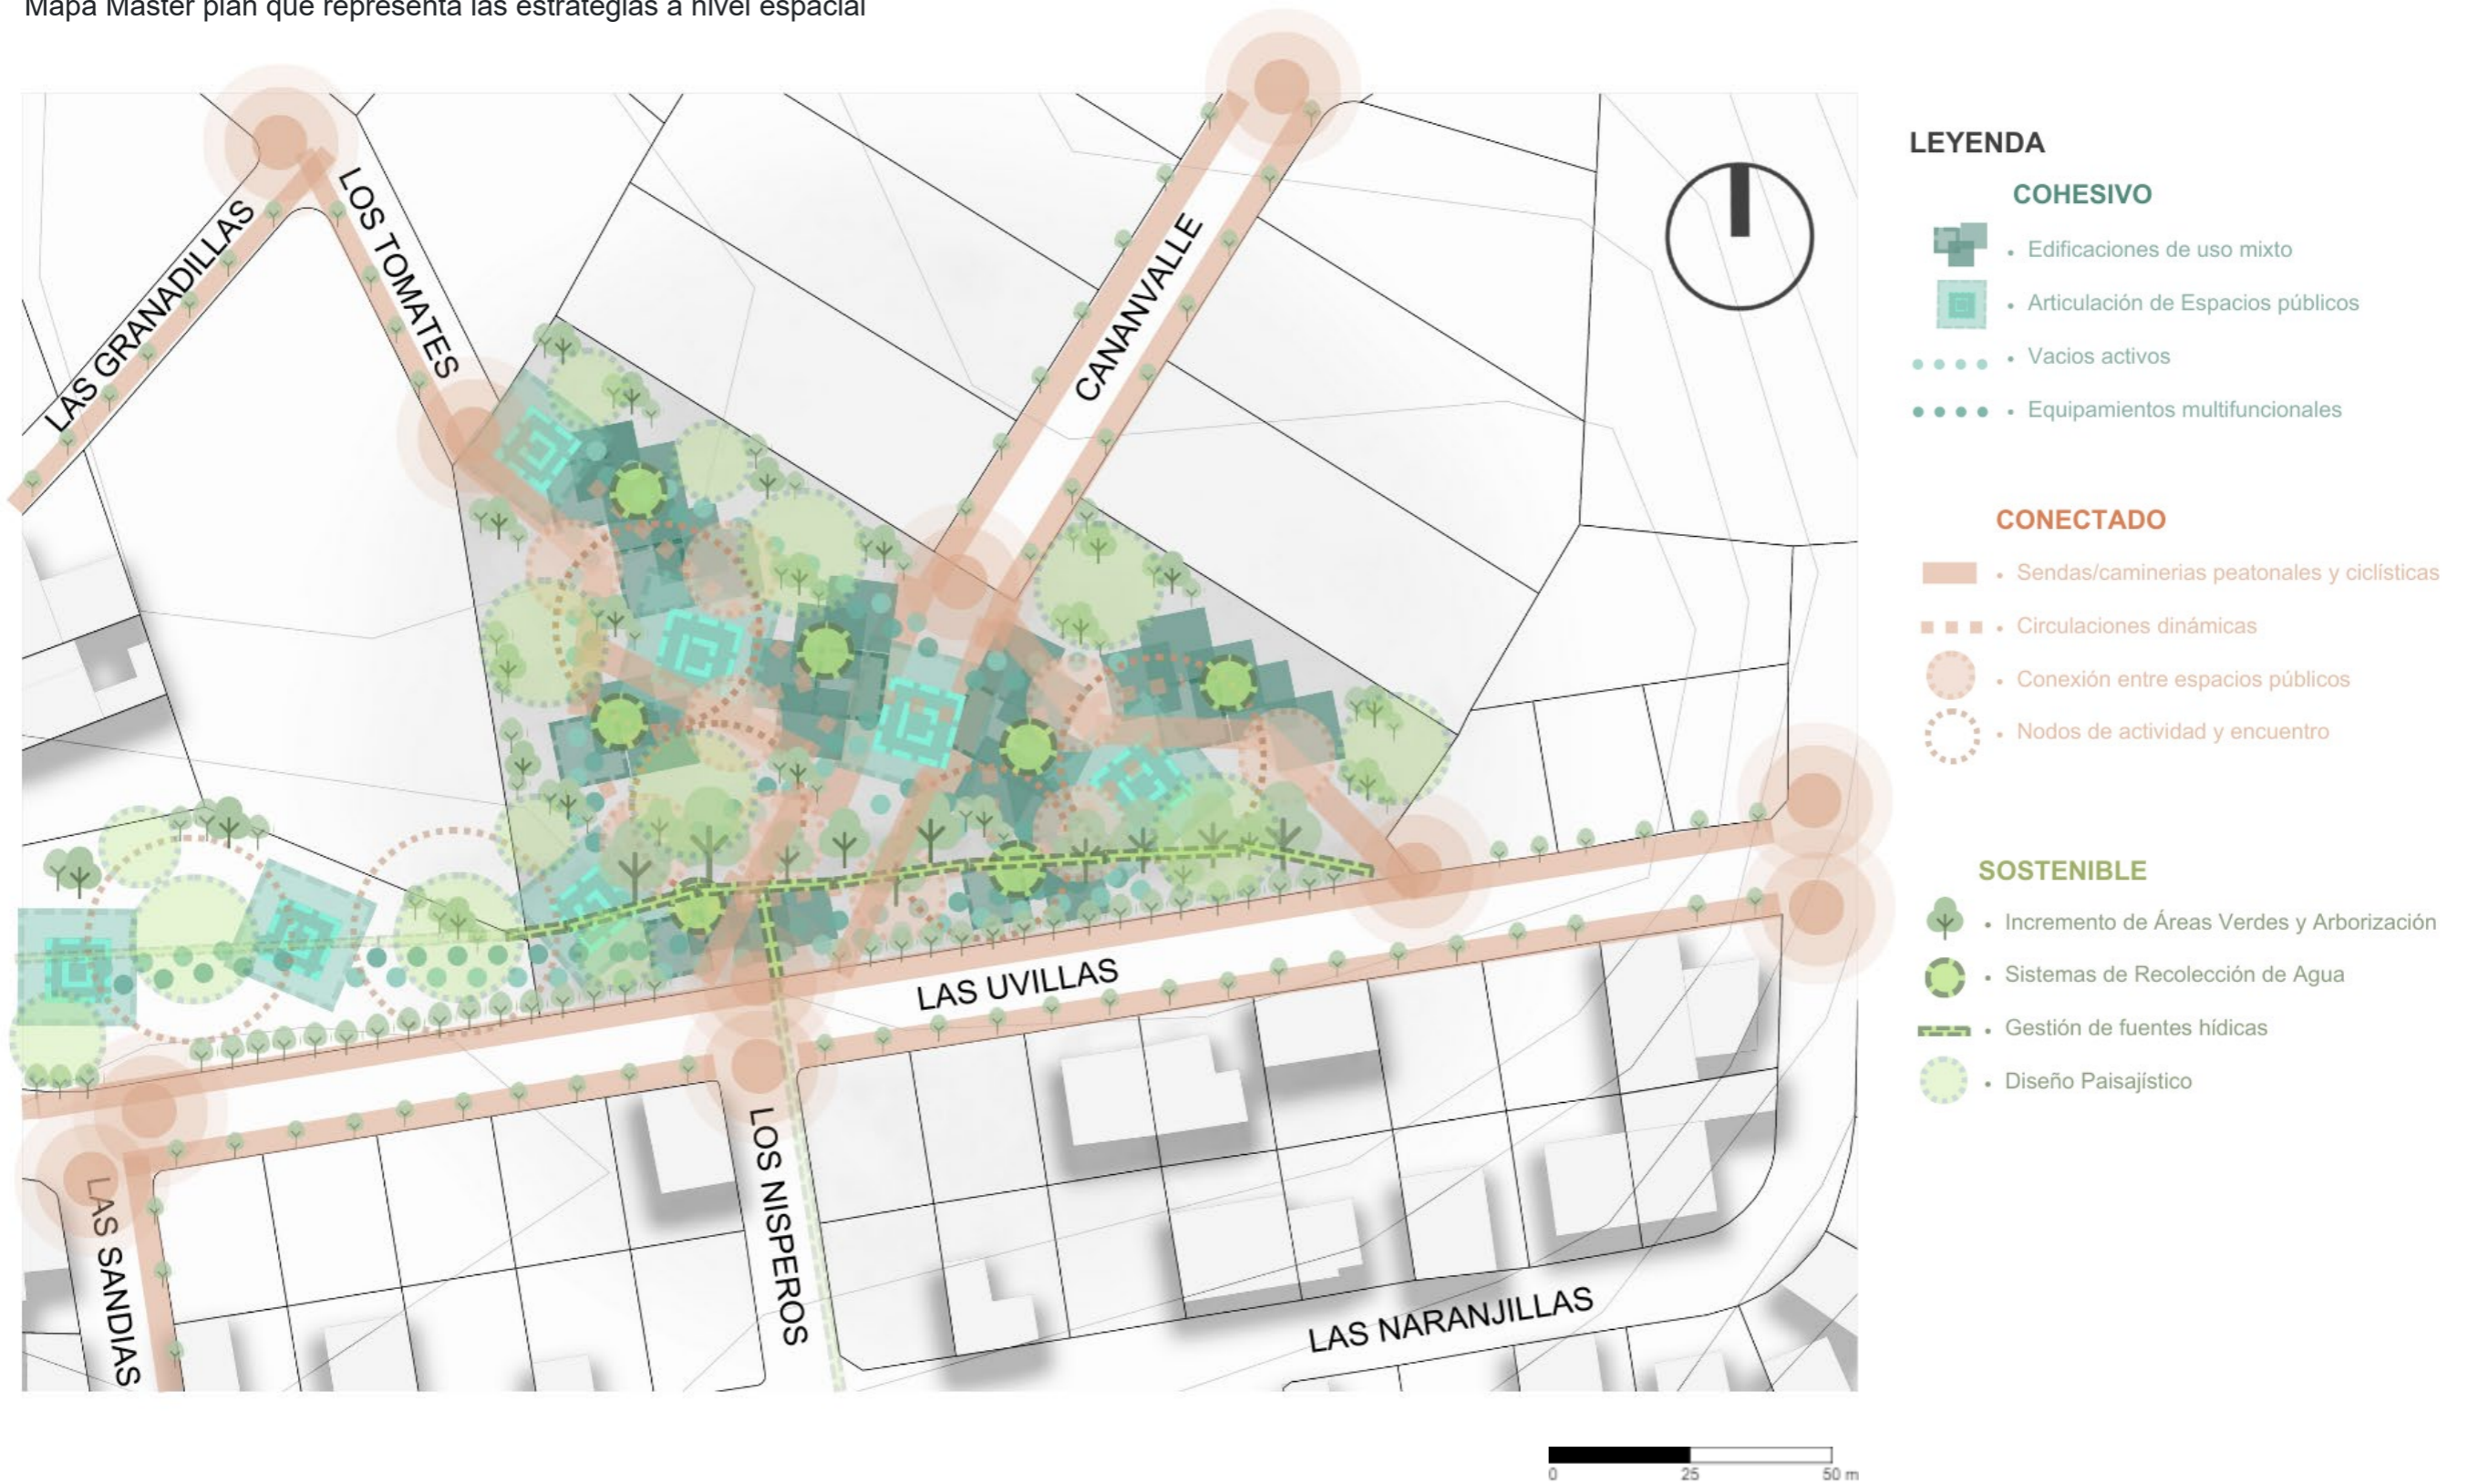 Mapa Master plan que representa las estrategias a nivel espacial
LAS GRANADILLAS
LOS TOMATES
CANANVALLE
LAS UVILLAS
LOS NISPEROS
LAS SANDIAS
LAS NARANJILLAS
LEYENDA
COHESIVO
• Edificaciones de uso mixto
• Articulación de Espacios públicos
• Vacios activos
• Equipamientos multifuncionales
CONECTADO
• Sendas/caminerias peatonales y ciclísticas
• Circulaciones dinámicas
• Conexión entre espacios públicos
• Nodos de actividad y encuentro
SOSTENIBLE
• Incremento de Áreas Verdes y Arborización
• Sistemas de Recolección de Agua
• Gestión de fuentes hídicas
• Diseño Paisajístico
0 25 50 m